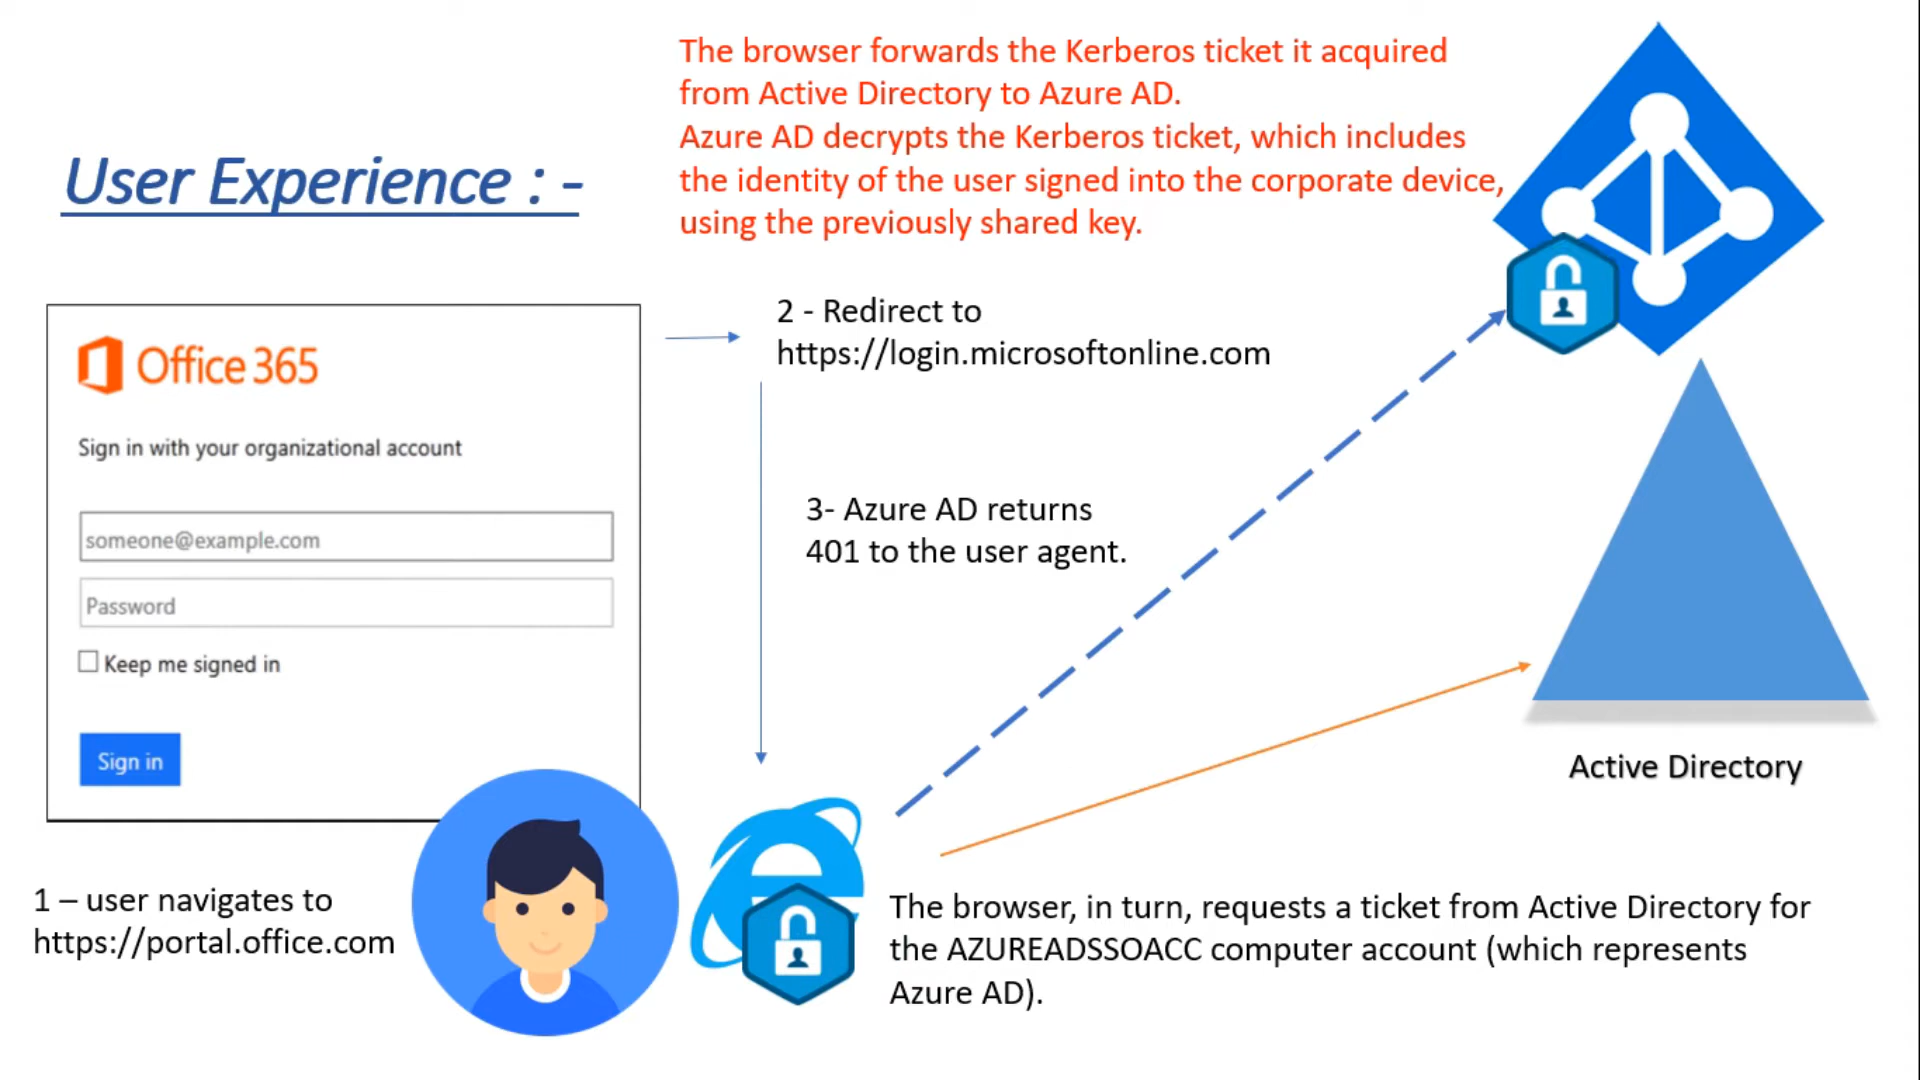 The browser forwards the Kerberos ticket it acquired
from Active Directory to Azure AD.
Azure AD decrypts the Kerberos ticket, which includes
the identity of the user signed into the corporate device,
using the previously shared key.
User Experience : -
2 - Redirect to
https://login.microsoftonline.com
Office 365
Sign in with your organizational account
someone@example.com
Password
Keep me signed in
Sign in
3- Azure AD returns
401 to the user agent.
Active Directory
1 – user navigates to
https://portal.office.com
The browser, in turn, requests a ticket from Active Directory for
the AZUREADSSOACC computer account (which represents
Azure AD).